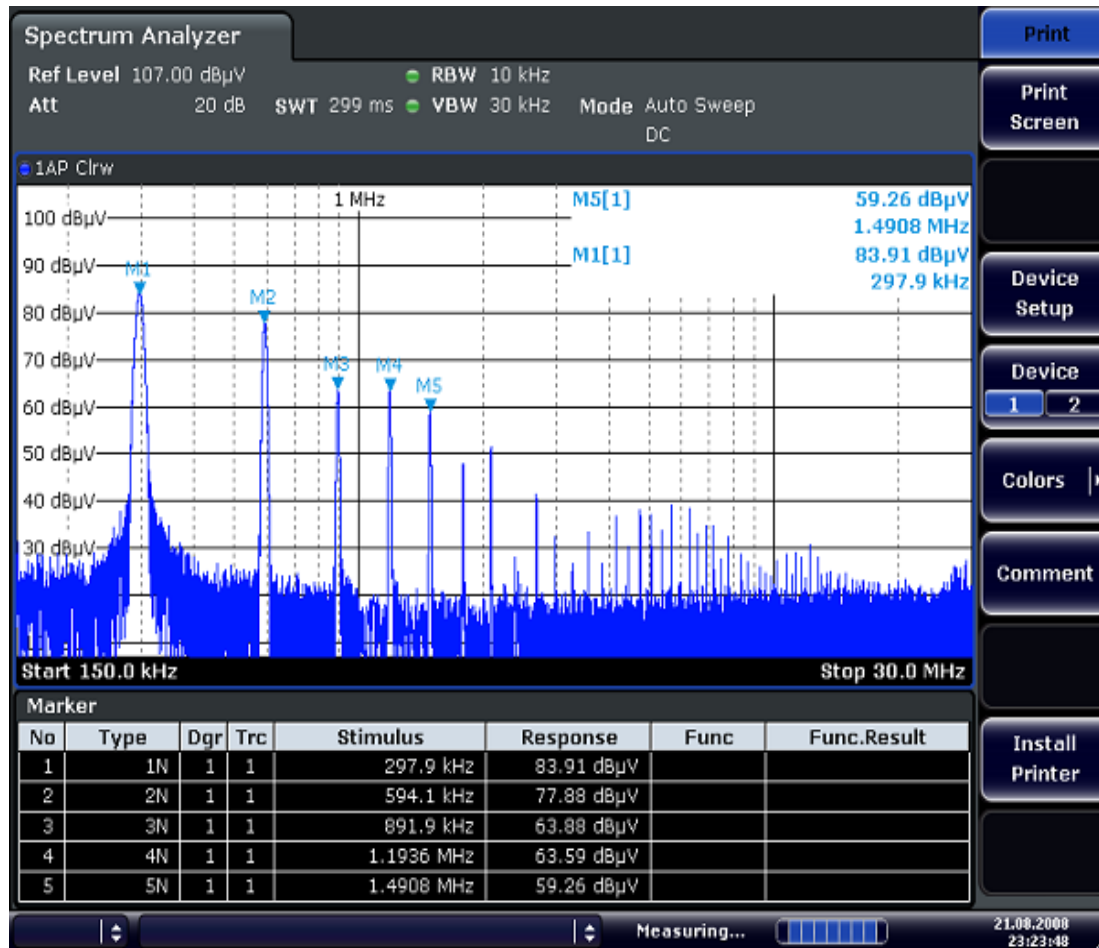 Spectrum Analyzer
Ref Level 107.00 dBµV RBW 10 kHz
Att 20 dB SWT 299 ms VBW 30 kHz Mode Auto Sweep
DC
1AP Clrw
1 MHz M5[1] 59.26 dBµV
100 dBµV
1.4908 MHz
M1[1] 83.91 dBµV
90 dBµV M1
297.9 kHz
M2
80 dBµV
70 dBµV M3 M4
M5
60 dBµV
50 dBµV
40 dBµV
30 dBµV
Start 150.0 kHz Stop 30.0 MHz
Marker
No Type Dgr Trc Stimulus Response Func Func.Result
1 1N 1 1 297.9 kHz 83.91 dBµV
2 2N 1 1 594.1 kHz 77.88 dBµV
3 3N 1 1 891.9 kHz 63.88 dBµV
4 4N 1 1 1.1936 MHz 63.59 dBµV
5 5N 1 1 1.4908 MHz 59.26 dBµV
Measuring...
21.08.2008
23:23:48
Print
Print
Screen
Device
Setup
Device
1 2
Colors
Comment
Install
Printer